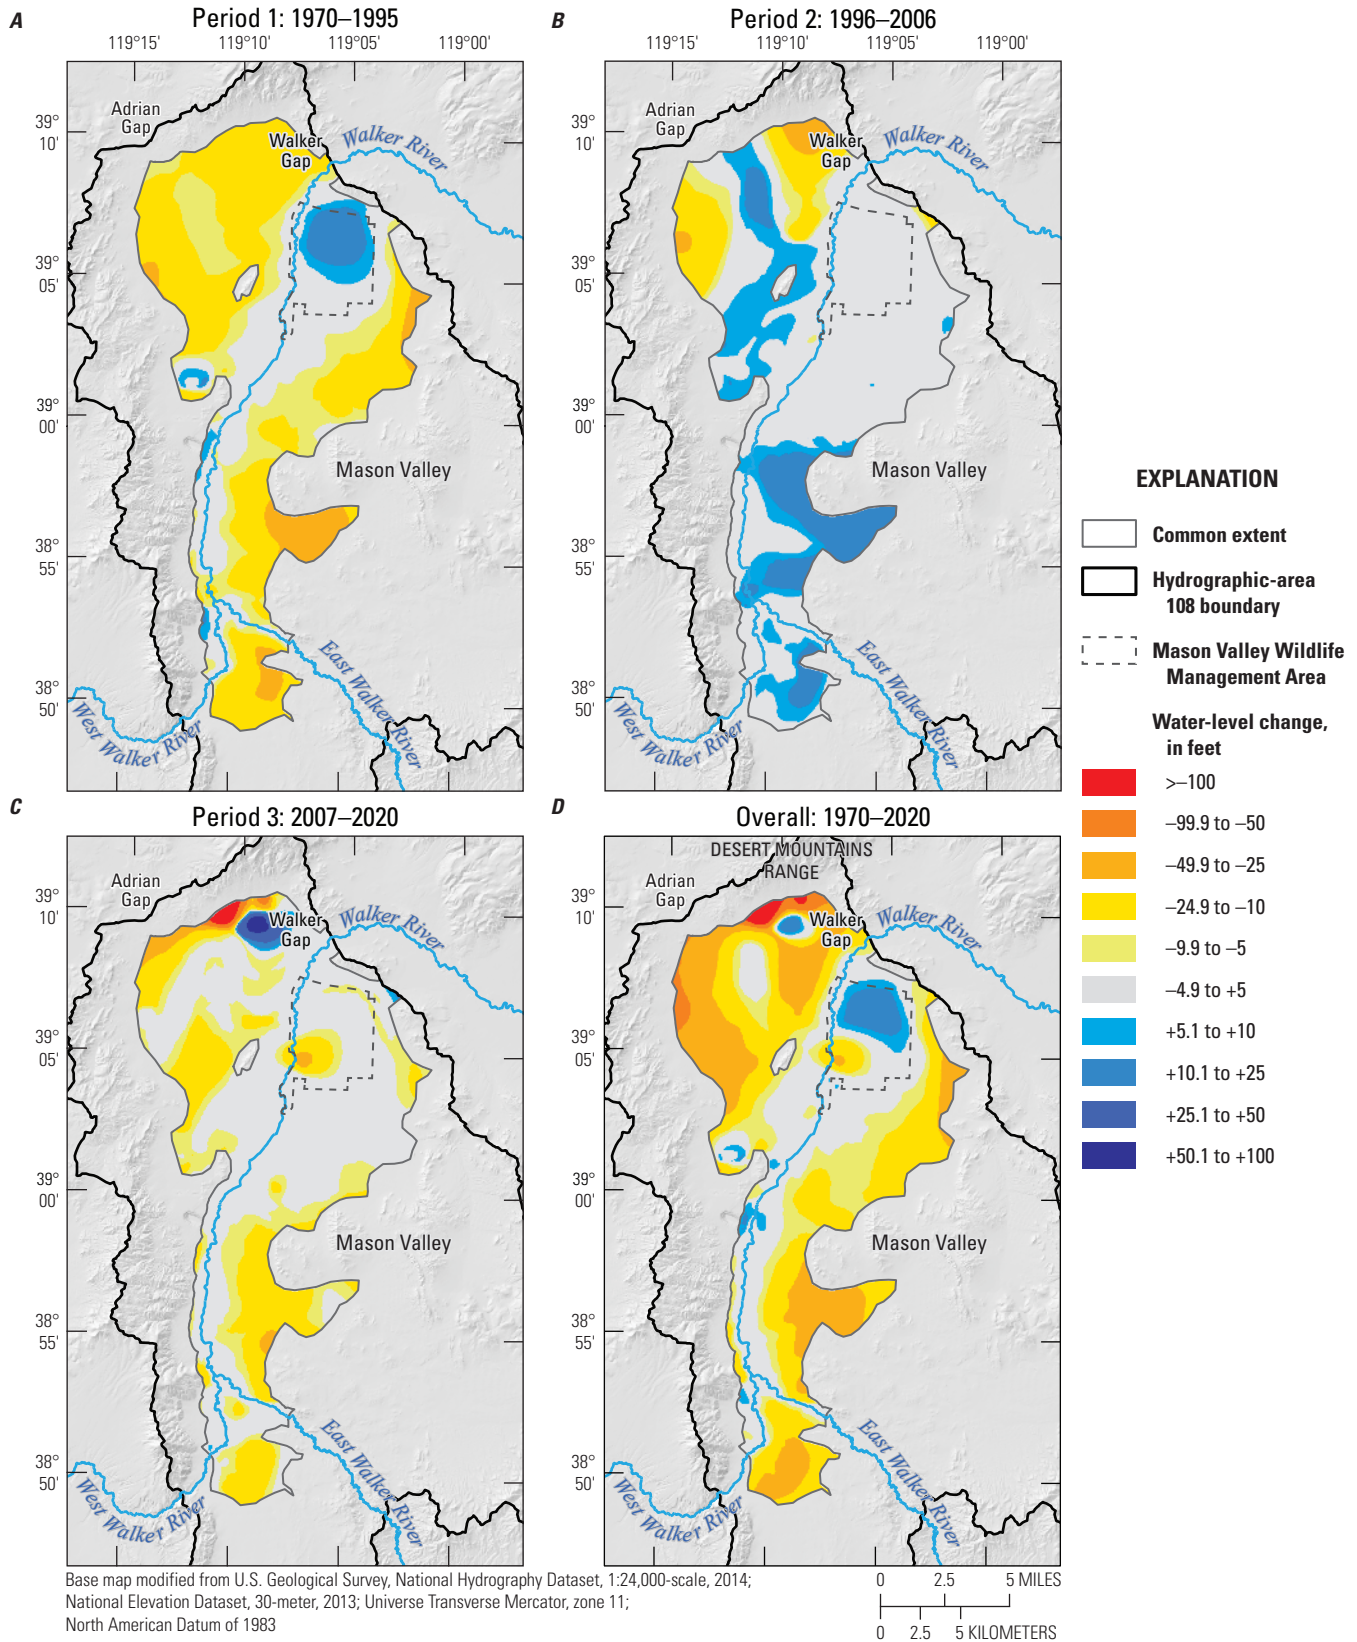 A
Period 1: 1970–1995
119°15' 119°10' 119°05' 119°00'
39°
10'
39°
05'
39°
00'
38°
55'
38°
50'
Adrian
Gap
Walker
Gap
Walker River
Mason Valley
East Walker River
West Walker River
B
Period 2: 1996–2006
119°15' 119°10' 119°05' 119°00'
39°
10'
39°
05'
39°
00'
38°
55'
38°
50'
Adrian
Gap
Walker
Gap
Walker River
Mason Valley
East Walker River
West Walker River
C
Period 3: 2007–2020
39°
10'
39°
05'
39°
00'
38°
55'
38°
50'
Adrian
Gap
Walker
Gap
Walker River
Mason Valley
East Walker River
West Walker River
D
Overall: 1970–2020
DESERT MOUNTAINS
RANGE
39°
10'
39°
05'
39°
00'
38°
55'
38°
50'
Adrian
Gap
Walker
Gap
Walker River
Mason Valley
East Walker River
West Walker River
EXPLANATION
Common extent
Hydrographic-area
108 boundary
Mason Valley Wildlife
Management Area
Water-level change,
in feet
>–100
–99.9 to –50
–49.9 to –25
–24.9 to –10
–9.9 to –5
–4.9 to +5
+5.1 to +10
+10.1 to +25
+25.1 to +50
+50.1 to +100
Base map modified from U.S. Geological Survey, National Hydrography Dataset, 1:24,000-scale, 2014;
National Elevation Dataset, 30-meter, 2013; Universe Transverse Mercator, zone 11;
North American Datum of 1983
0 2.5 5 MILES
0 2.5 5 KILOMETERS